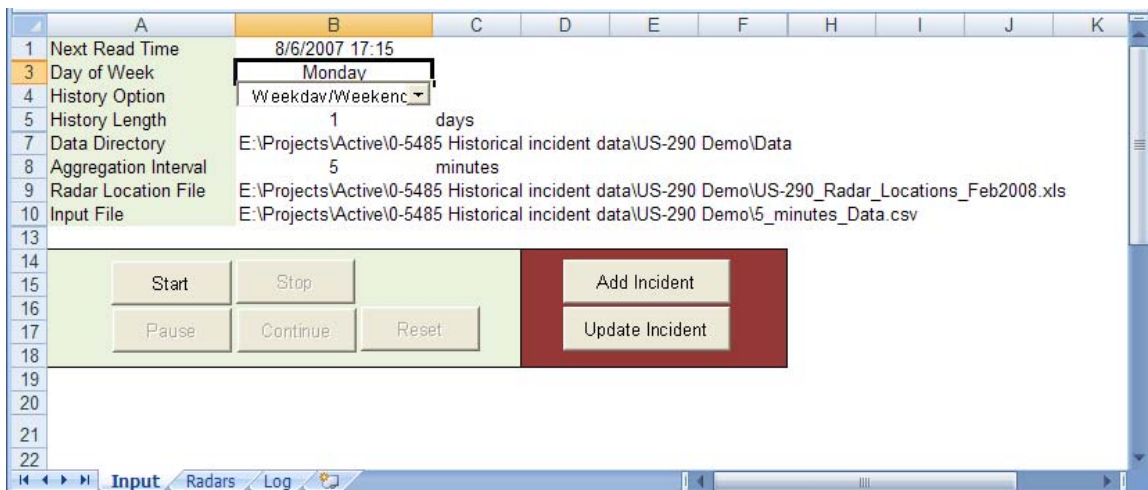 A B C D E F H I J K
1 Next Read Time 8/6/2007 17:15
3 Day of Week Monday
4 History Option Weekday/Weekend
5 History Length 1 days
7 Data Directory E:\Projects\Active\0-5485 Historical incident data\US-290 Demo\Data
8 Aggregation Interval 5 minutes
9 Radar Location File E:\Projects\Active\0-5485 Historical incident data\US-290 Demo\US-290_Radar_Locations_Feb2008.xls
10 Input File E:\Projects\Active\0-5485 Historical incident data\US-290 Demo\5_minutes_Data.csv
13
14
15 Start Stop Add Incident
16
17 Pause Continue Reset Update Incident
18
19
20
21
22
Input Radars Log